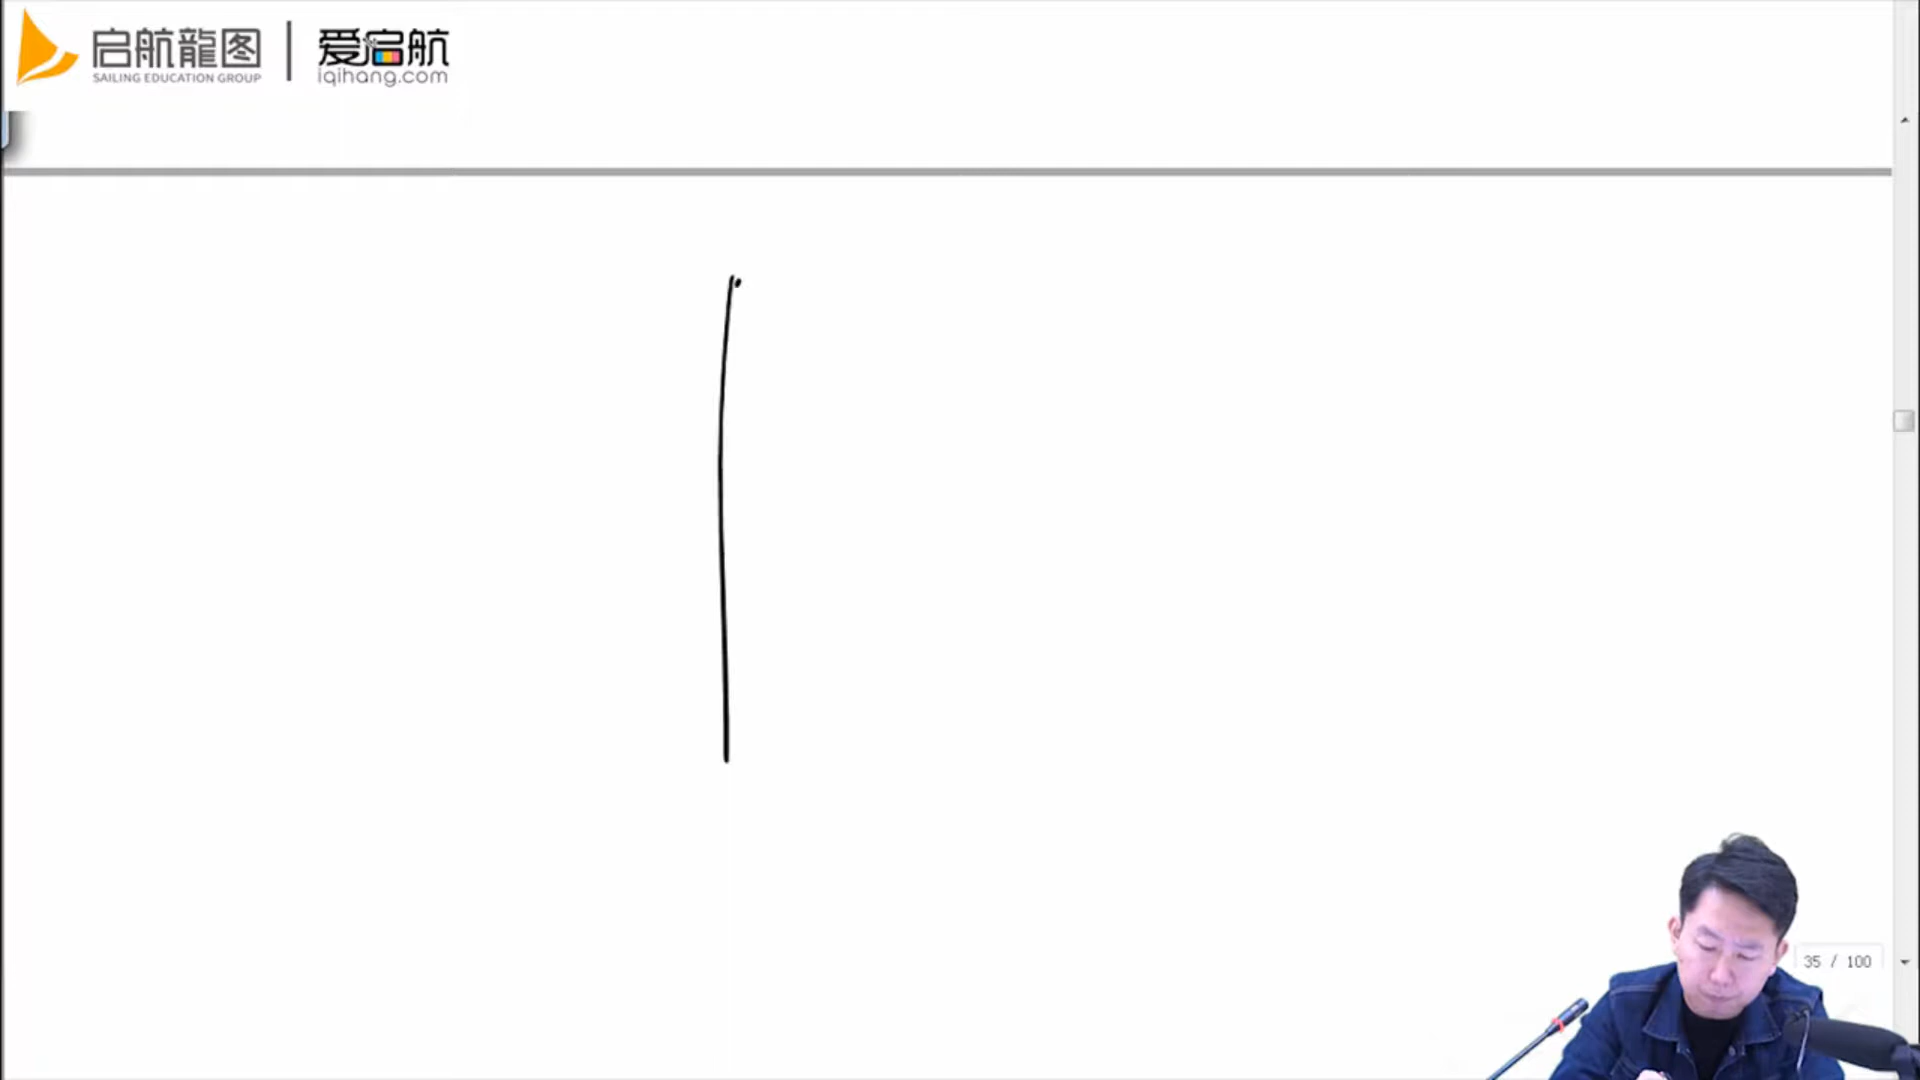 启航龍图
SAILING EDUCATION GROUP
爱启航
iqihang.com
35 / 100